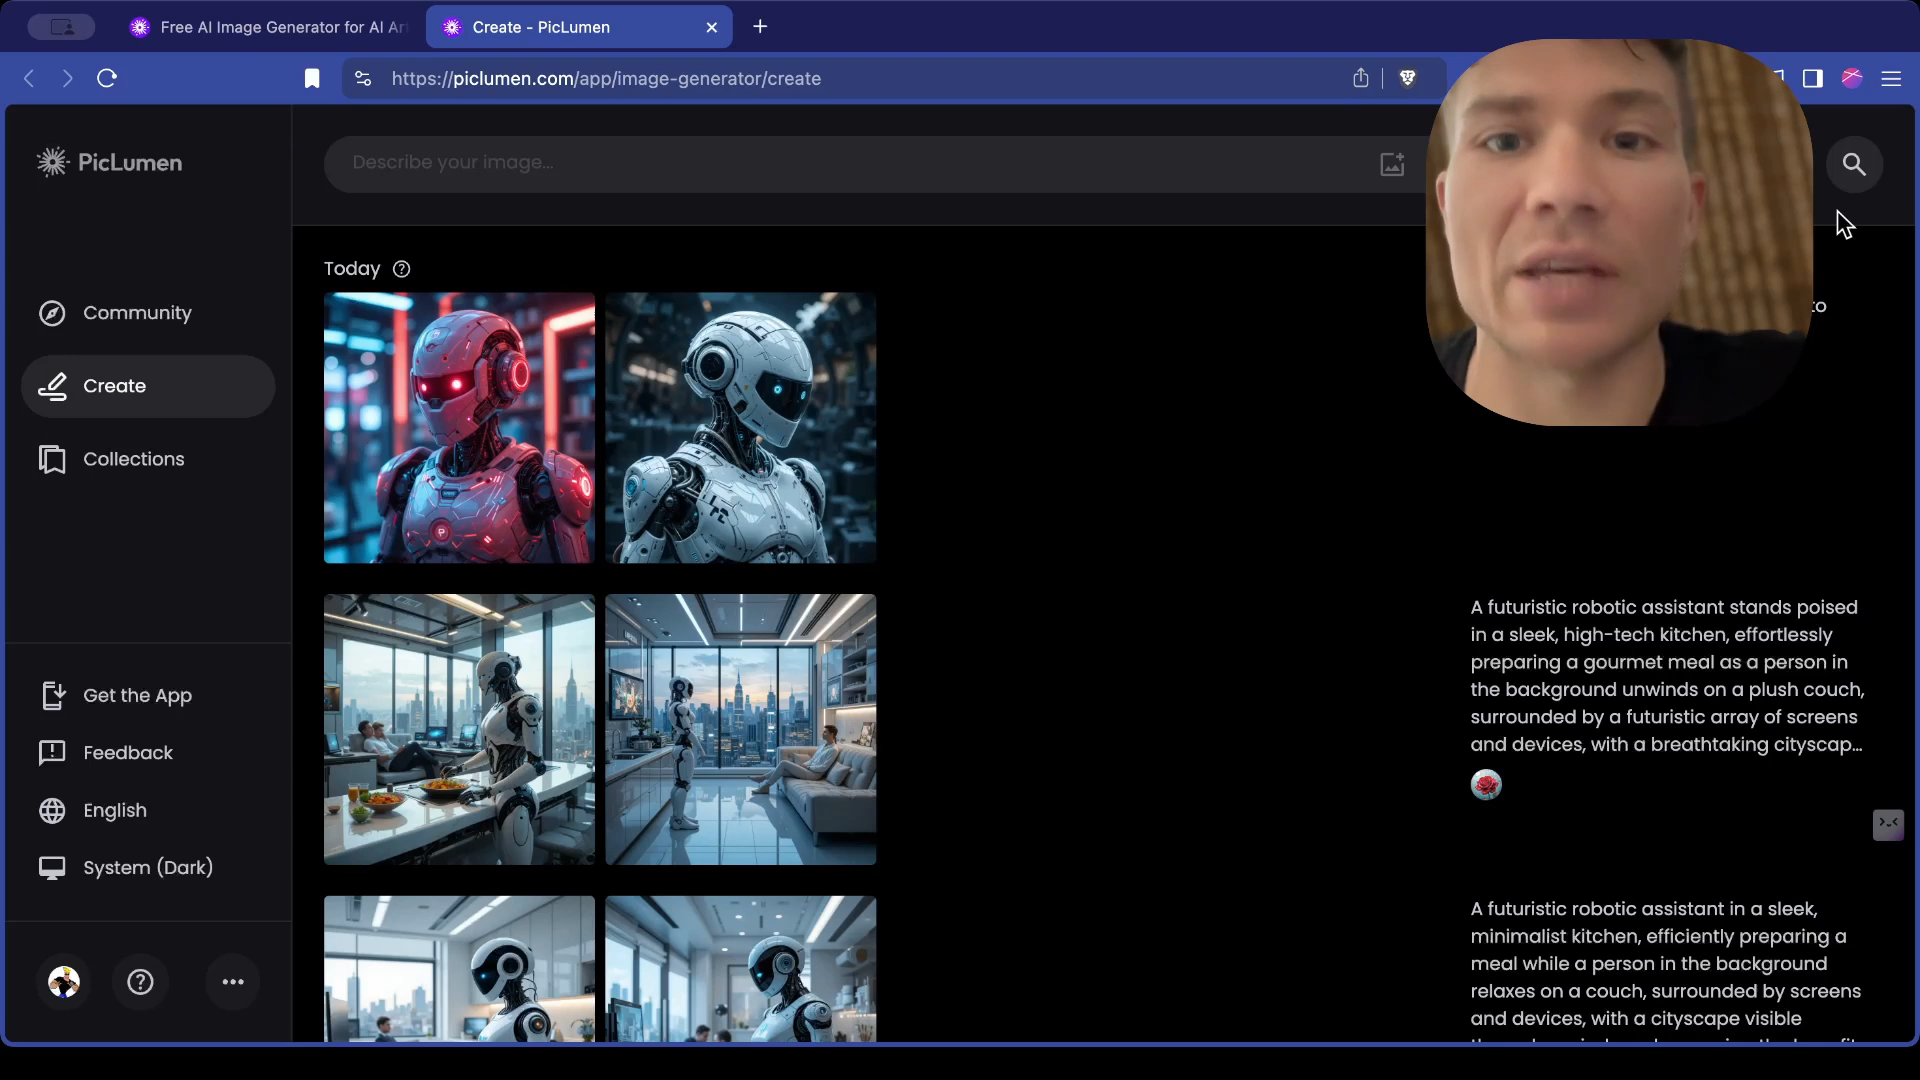 Free AI Image Generator for AI Ar
Create - PicLumen
https://piclumen.com/app/image-generator/create
PicLumen
Describe your image...
Today
to
Community
Create
Collections
A futuristic robotic assistant stands poised
in a sleek, high-tech kitchen, effortlessly
preparing a gourmet meal as a person in
the background unwinds on a plush couch,
surrounded by a futuristic array of screens
and devices, with a breathtaking cityscap...
Get the App
Feedback
English
System (Dark)
A futuristic robotic assistant in a sleek,
minimalist kitchen, efficiently preparing a
meal while a person in the background
relaxes on a couch, surrounded by screens
and devices, with a cityscape visible